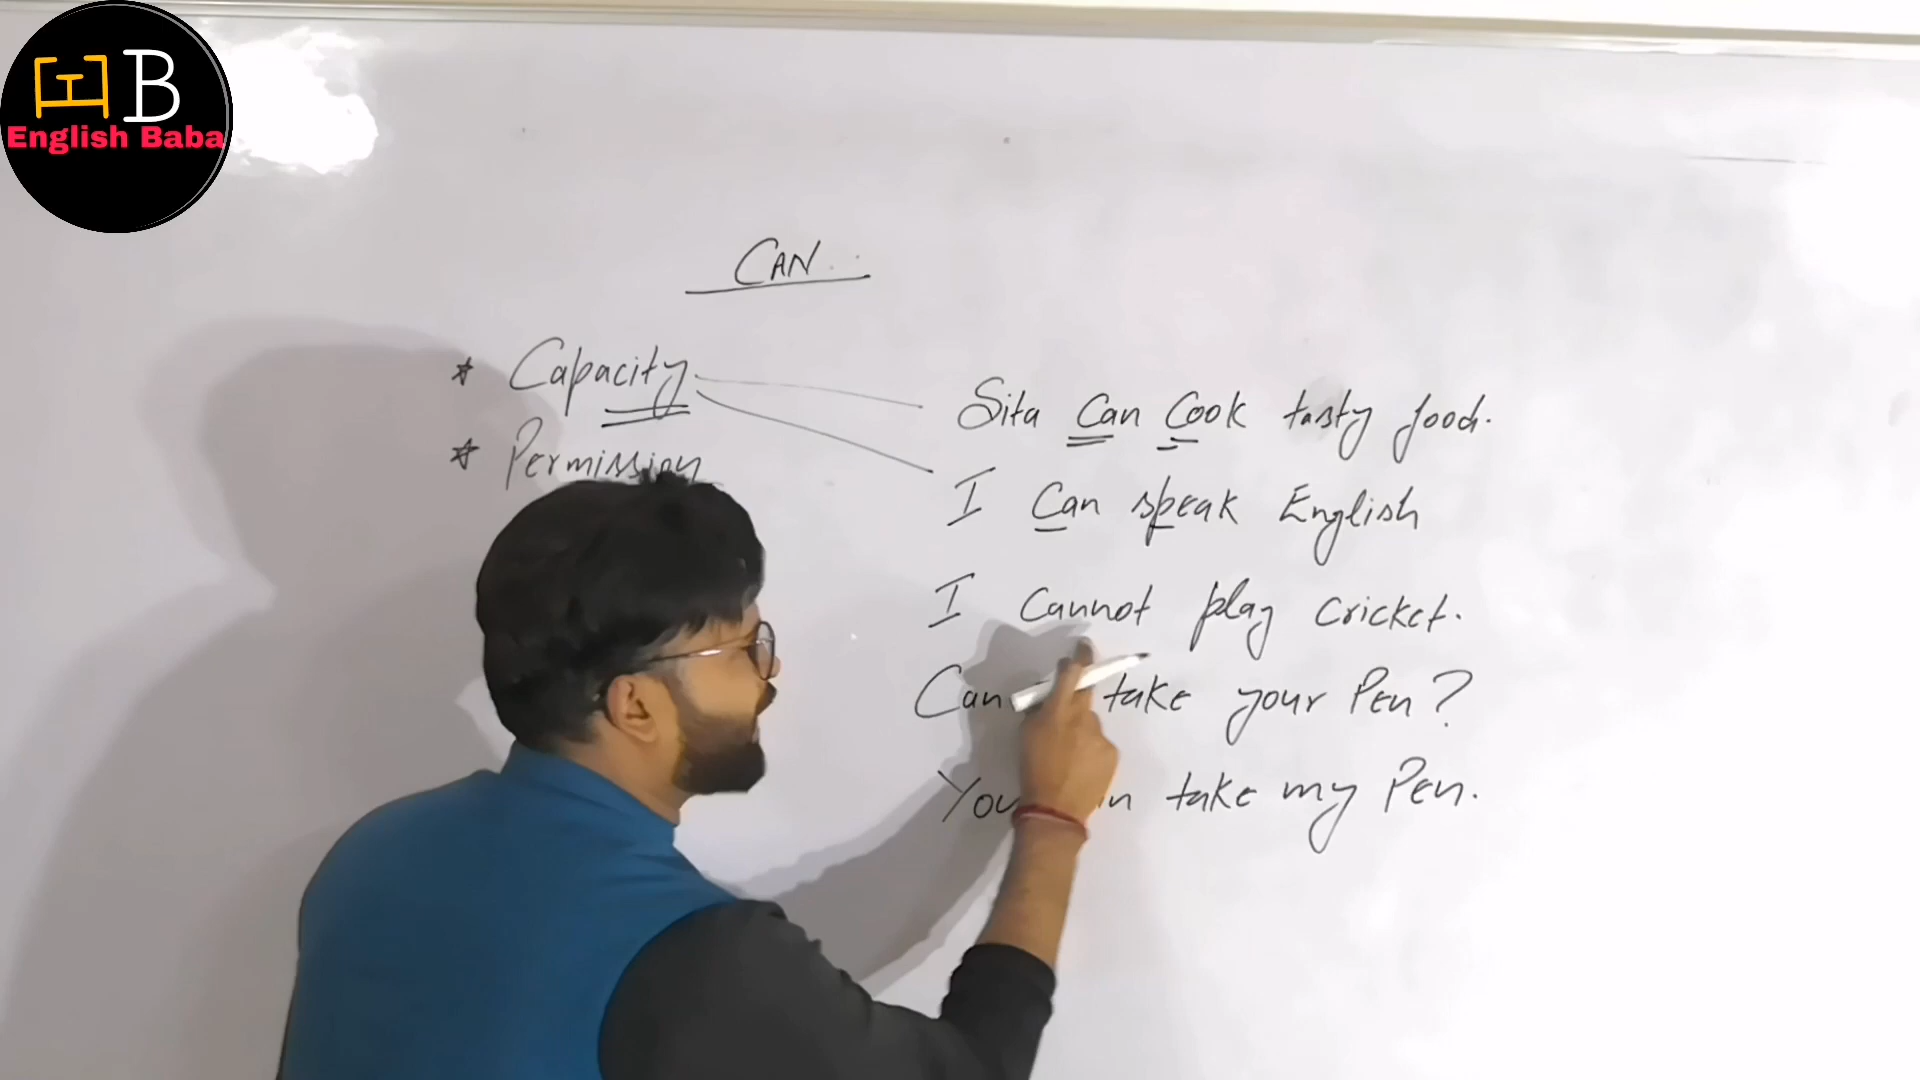 B
English Baba
CAN
* Capacity
* Permission
Sita Can Cook tasty food.
I Can speak English
I Cannot play cricket.
Can take your Pen?
You take my Pen.